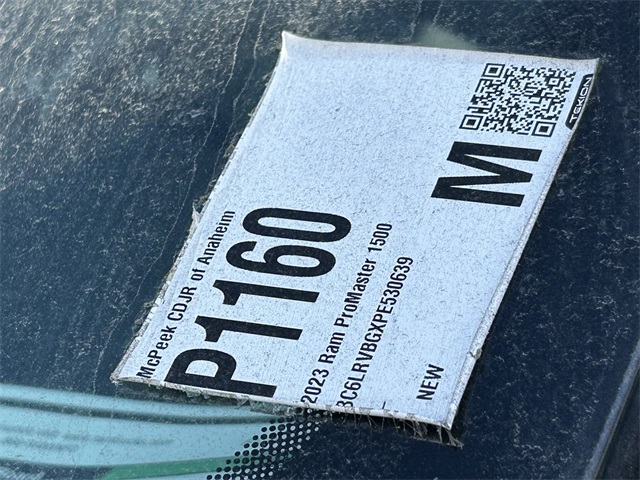 McPeek CDJR of Anaheim
P1160
2023 Ram ProMaster 1500
3C6LRVBGXPE530639
NEW
M
TEKION